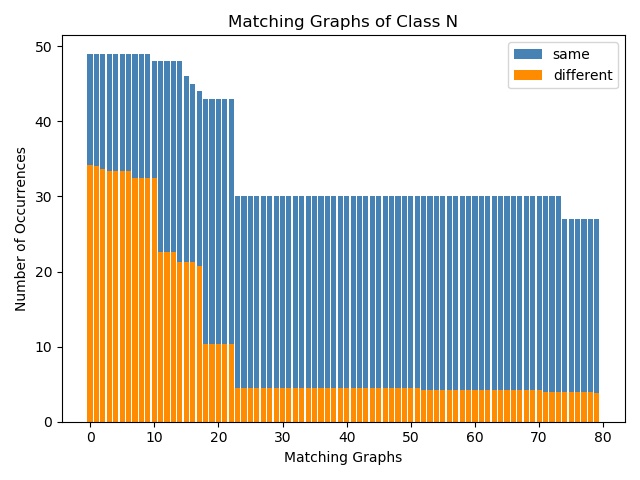 Matching Graphs of Class N
same
different
Number of Occurrences
50
40
30
20
10
0
0 10 20 30 40 50 60 70 80
Matching Graphs